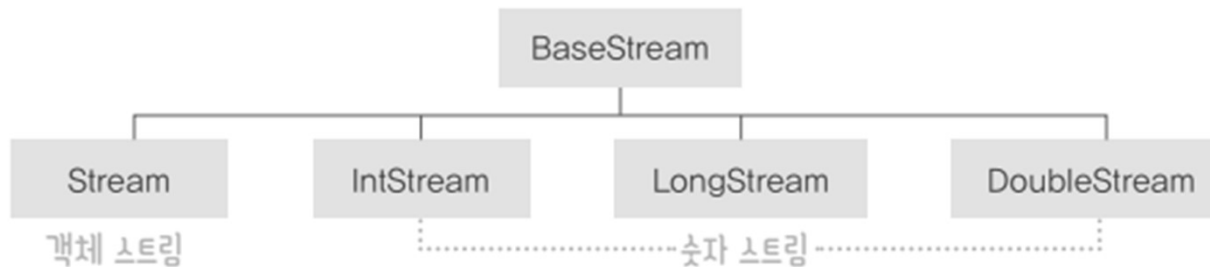 BaseStream
Stream IntStream LongStream DoubleStream
객체 스트림 숫자 스트림